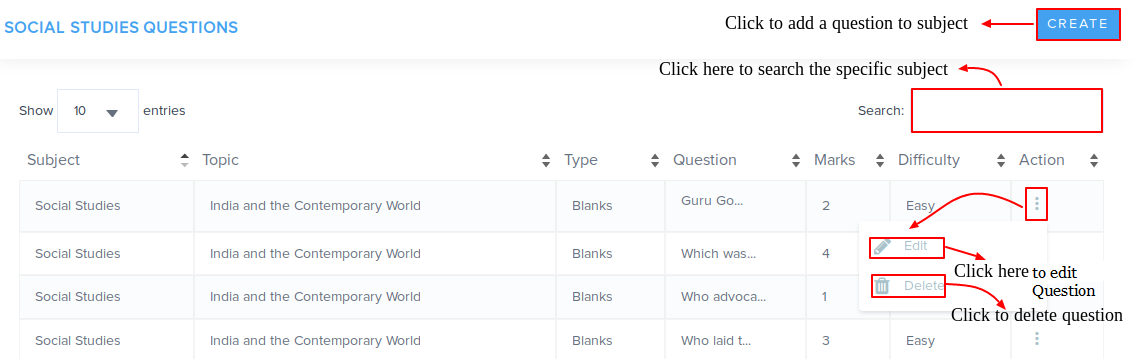 SOCIAL STUDIES QUESTIONS
Click to add a question to subject
CREATE
Click here to search the specific subject
Show 10 entries
Search:
Subject Topic Type Question Marks Difficulty Action
Social Studies India and the Contemporary World Blanks Guru Go... 2 Easy
Social Studies India and the Contemporary World Blanks Which was... 4
Edit
Click here to edit
Question
Social Studies India and the Contemporary World Blanks Who advoca... 1
Delete
Click to delete question
Social Studies India and the Contemporary World Blanks Who laid t... 3 Easy